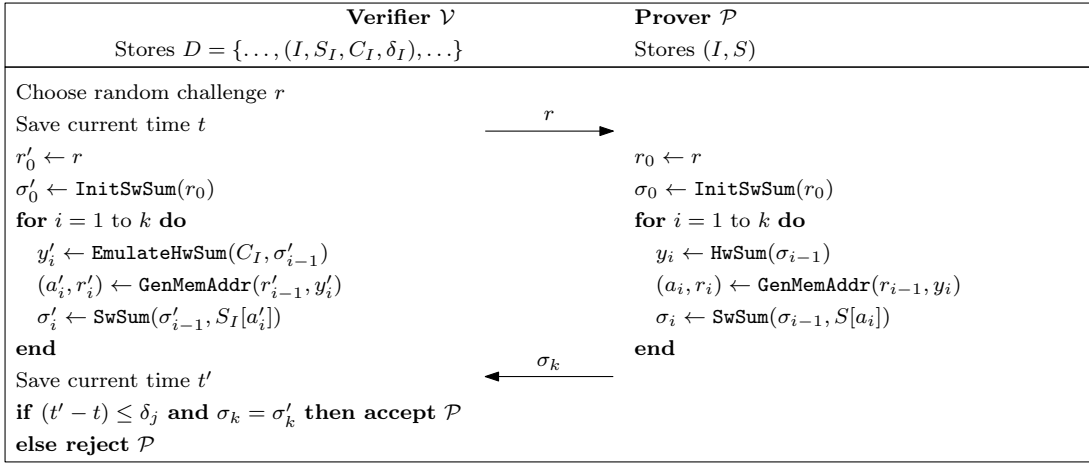 Verifier 𝒱
Stores D = {…, (I, S_I, C_I, δ_I), …}
Prover 𝒫
Stores (I, S)
Choose random challenge r
Save current time t
r
r′_0 ← r
σ′_0 ← InitSwSum(r_0)
for i = 1 to k do
y′_i ← EmulateHwSum(C_I, σ′_{i−1})
(a′_i, r′_i) ← GenMemAddr(r′_{i−1}, y′_i)
σ′_i ← SwSum(σ′_{i−1}, S_I[a′_i])
end
r_0 ← r
σ_0 ← InitSwSum(r_0)
for i = 1 to k do
y_i ← HwSum(σ_{i−1})
(a_i, r_i) ← GenMemAddr(r_{i−1}, y_i)
σ_i ← SwSum(σ_{i−1}, S[a_i])
end
σ_k
Save current time t′
if (t′ − t) ≤ δ_j and σ_k = σ′_k then accept 𝒫
else reject 𝒫